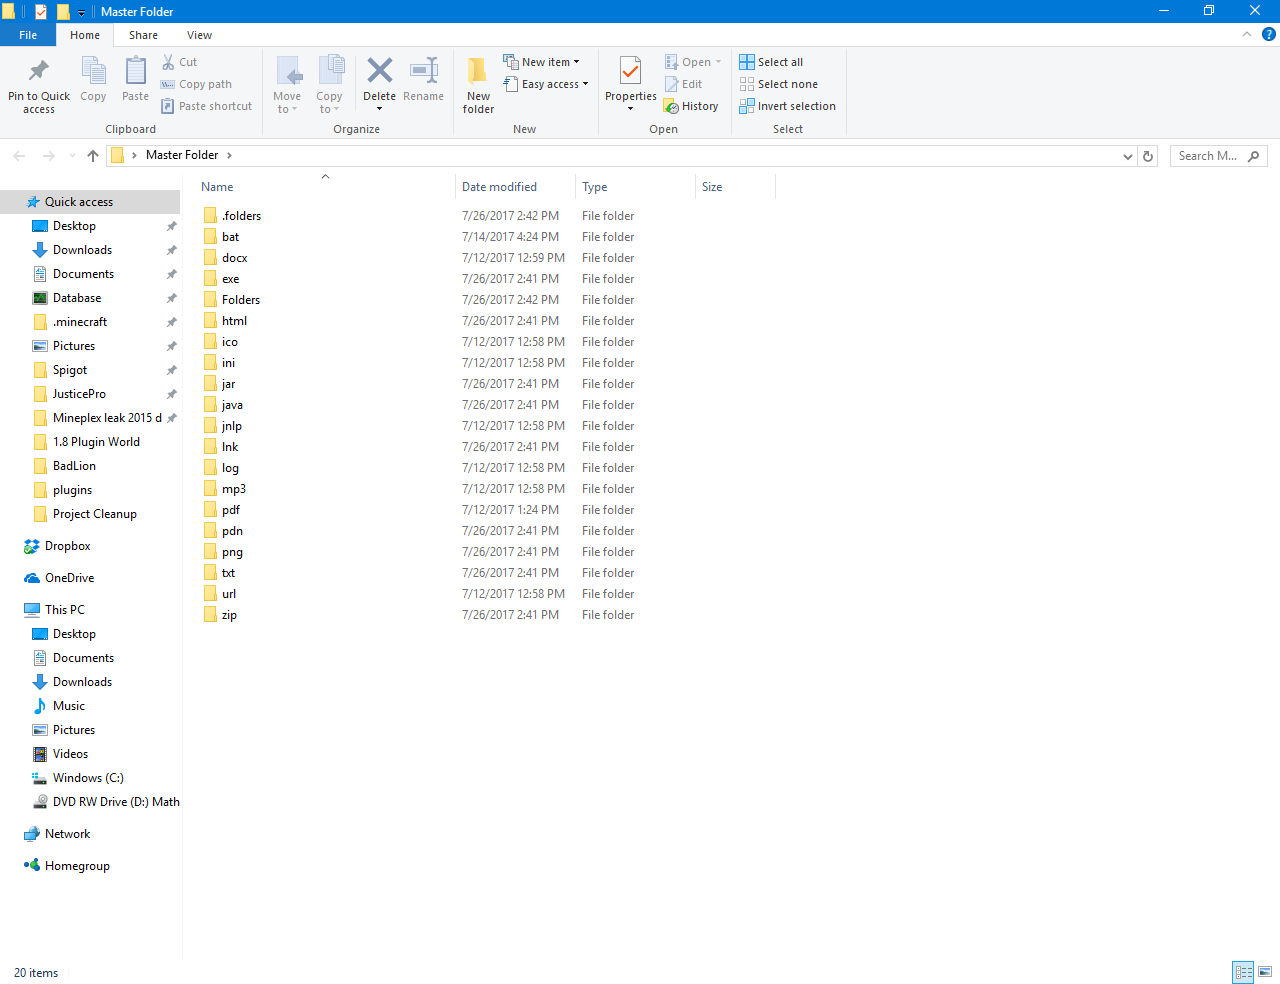 Master Folder
File Home Share View
Pin to Quick access
Copy
Paste
Cut
Copy path
Paste shortcut
Clipboard
Move to
Copy to
Delete
Rename
Organize
New folder
New item
Easy access
New
Properties
Open
Edit
History
Open
Select all
Select none
Invert selection
Select
Master Folder
Search M...
Name Date modified Type Size
.folders 7/26/2017 2:42 PM File folder
bat 7/14/2017 4:24 PM File folder
docx 7/12/2017 12:59 PM File folder
exe 7/26/2017 2:41 PM File folder
Folders 7/26/2017 2:42 PM File folder
html 7/26/2017 2:41 PM File folder
ico 7/12/2017 12:58 PM File folder
ini 7/12/2017 12:58 PM File folder
jar 7/26/2017 2:41 PM File folder
java 7/26/2017 2:41 PM File folder
jnlp 7/12/2017 12:58 PM File folder
lnk 7/26/2017 2:41 PM File folder
log 7/12/2017 12:58 PM File folder
mp3 7/12/2017 12:58 PM File folder
pdf 7/12/2017 1:24 PM File folder
pdn 7/26/2017 2:41 PM File folder
png 7/26/2017 2:41 PM File folder
txt 7/26/2017 2:41 PM File folder
url 7/12/2017 12:58 PM File folder
zip 7/26/2017 2:41 PM File folder
Quick access
Desktop
Downloads
Documents
Database
.minecraft
Pictures
Spigot
JusticePro
Mineplex leak 2015 d
1.8 Plugin World
BadLion
plugins
Project Cleanup
Dropbox
OneDrive
This PC
Desktop
Documents
Downloads
Music
Pictures
Videos
Windows (C:)
DVD RW Drive (D:) Math
Network
Homegroup
20 items